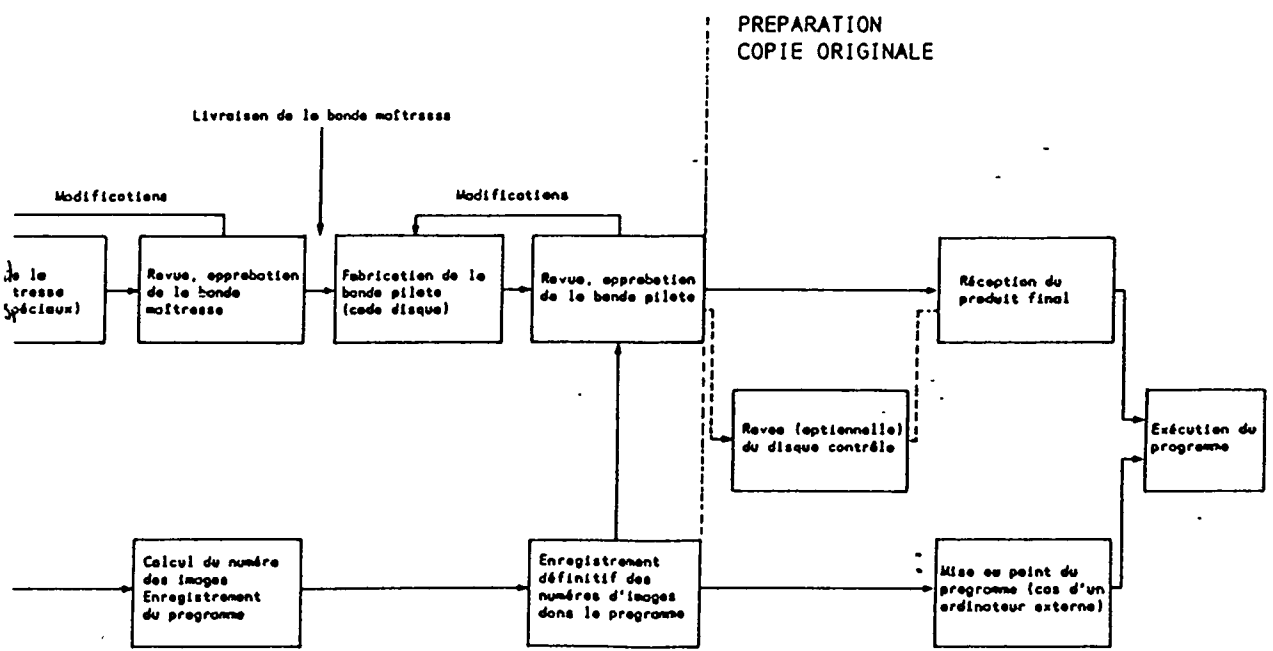 PREPARATION
COPIE ORIGINALE
Livraison de la bande maîtresse
Modifications
Modifications
de la
tresse
spéciaux)
Revue, approbation
de la bande
maîtresse
Fabrication de la
bande pilote
(code disque)
Revue, approbation
de la bande pilote
Réception du
produit final
Revue (optionnelle)
du disque contrôle
Exécution du
programme
Calcul du numéro
des images
Enregistrement
du programme
Enregistrement
définitif des
numéros d'images
dans le programme
Mise au point du
programme (cas d'un
ordinateur externe)